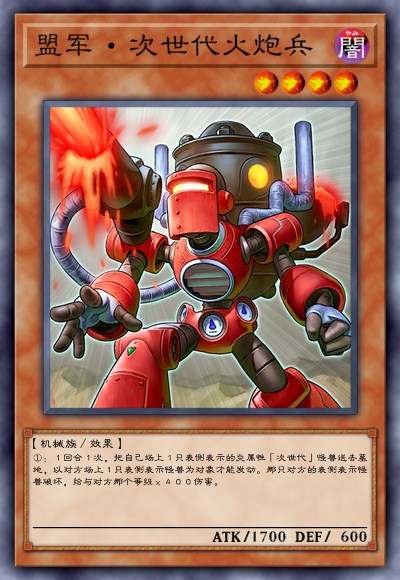 盟军·次世代火炮兵
やみ
闇
【机械族／效果】
①：1回合1次，把自己场上1只表侧表示的炎属性「次世代」怪兽送去墓
地，以对方场上1只表侧表示怪兽为对象才能发动。那只对方的表侧表示怪
兽破坏，给与对方那个等级×400伤害。
ATK/1700 DEF/ 600